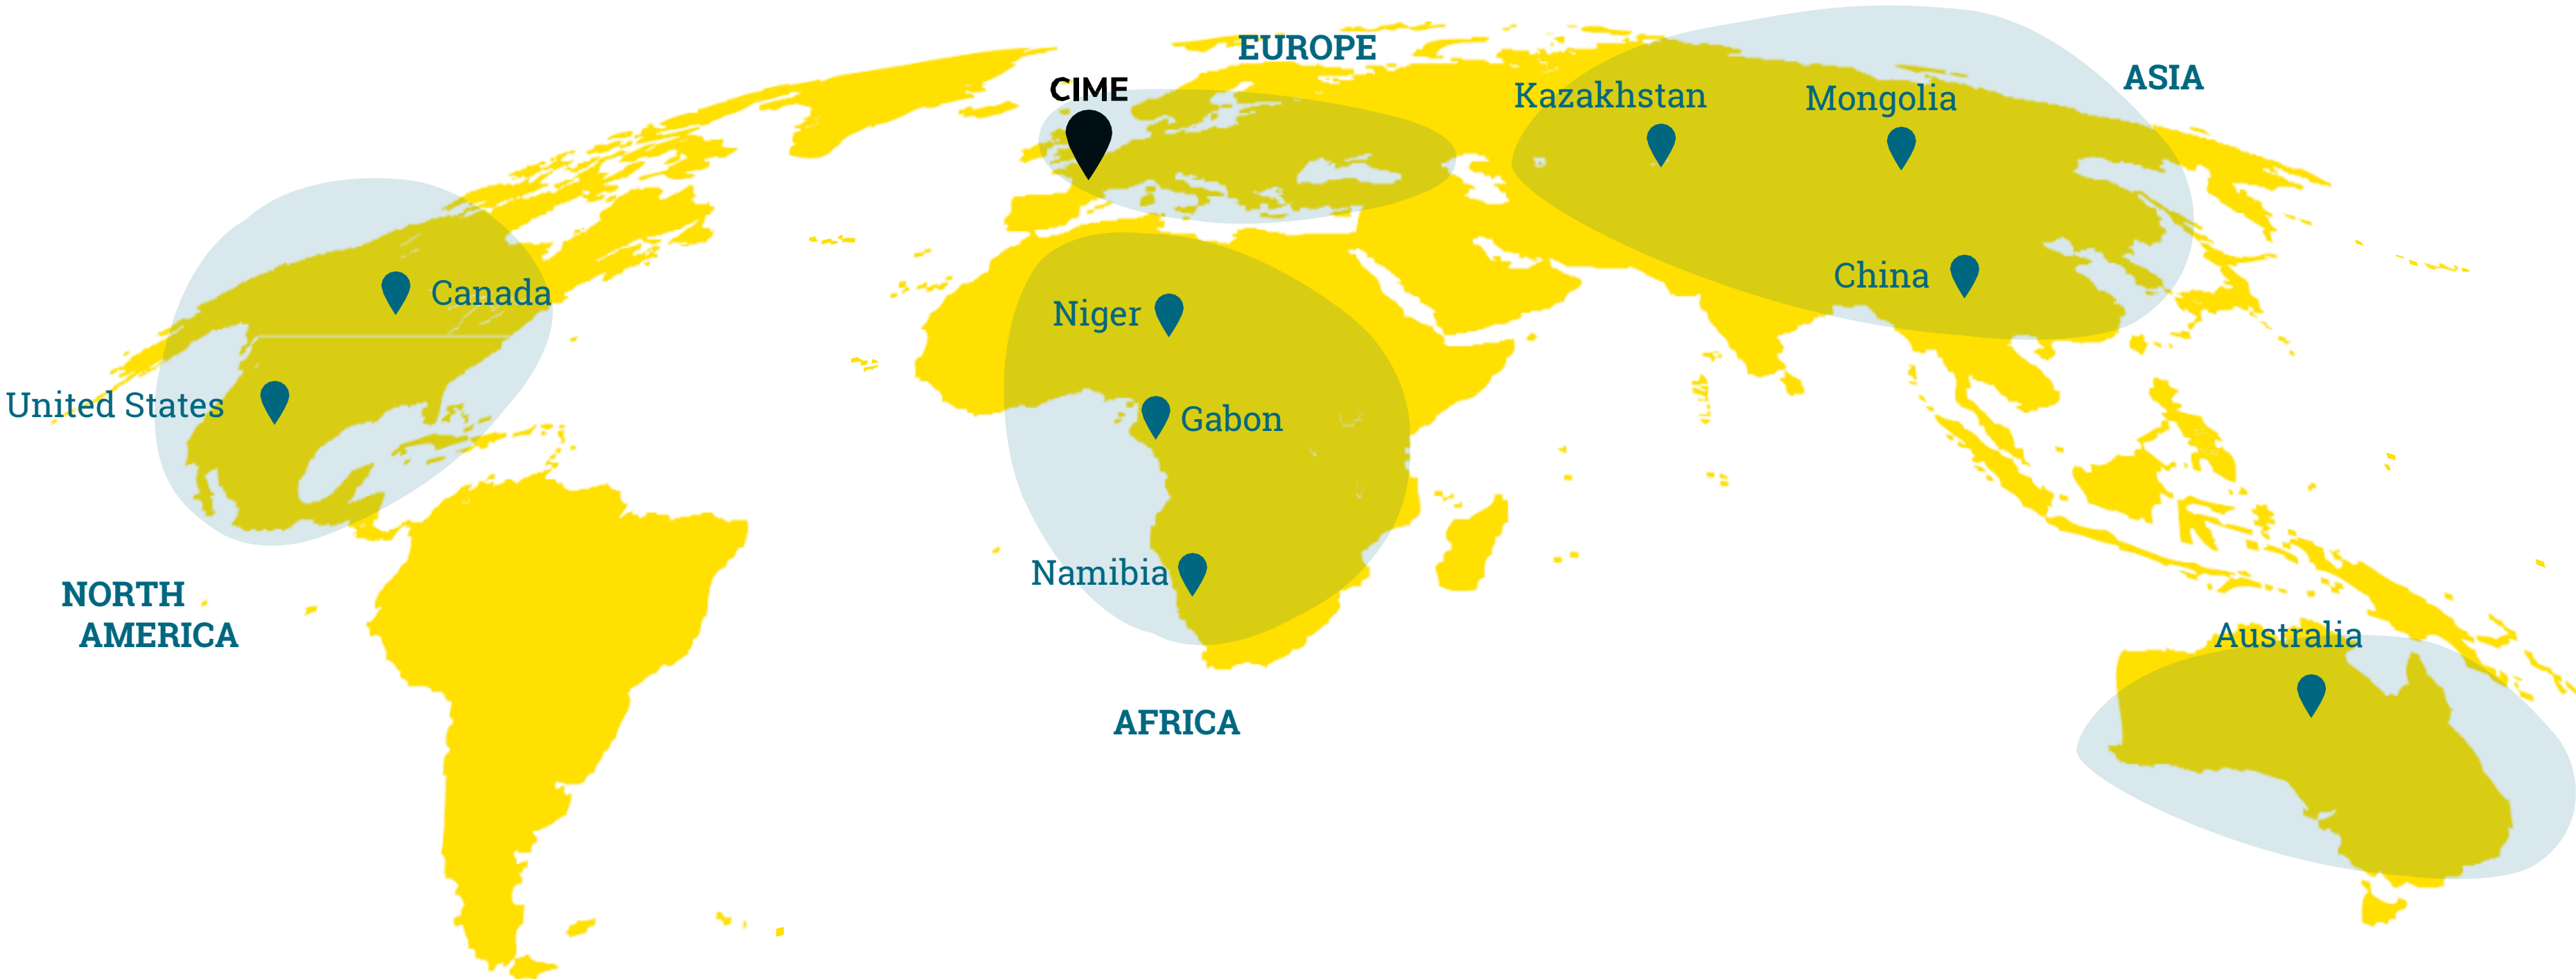 EUROPE
CIME
ASIA
Kazakhstan
Mongolia
Canada
China
Niger
United States
Gabon
Namibia
NORTH
AMERICA
Australia
AFRICA